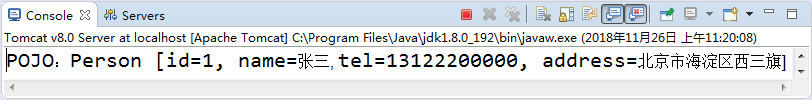 Console Servers
Tomcat v8.0 Server at localhost [Apache Tomcat] C:\Program Files\Java\jdk1.8.0_192\bin\javaw.exe (2018年11月26日 上午11:20:08)
POJO：Person [id=1, name=张三,tel=13122200000, address=北京市海淀区西三旗]